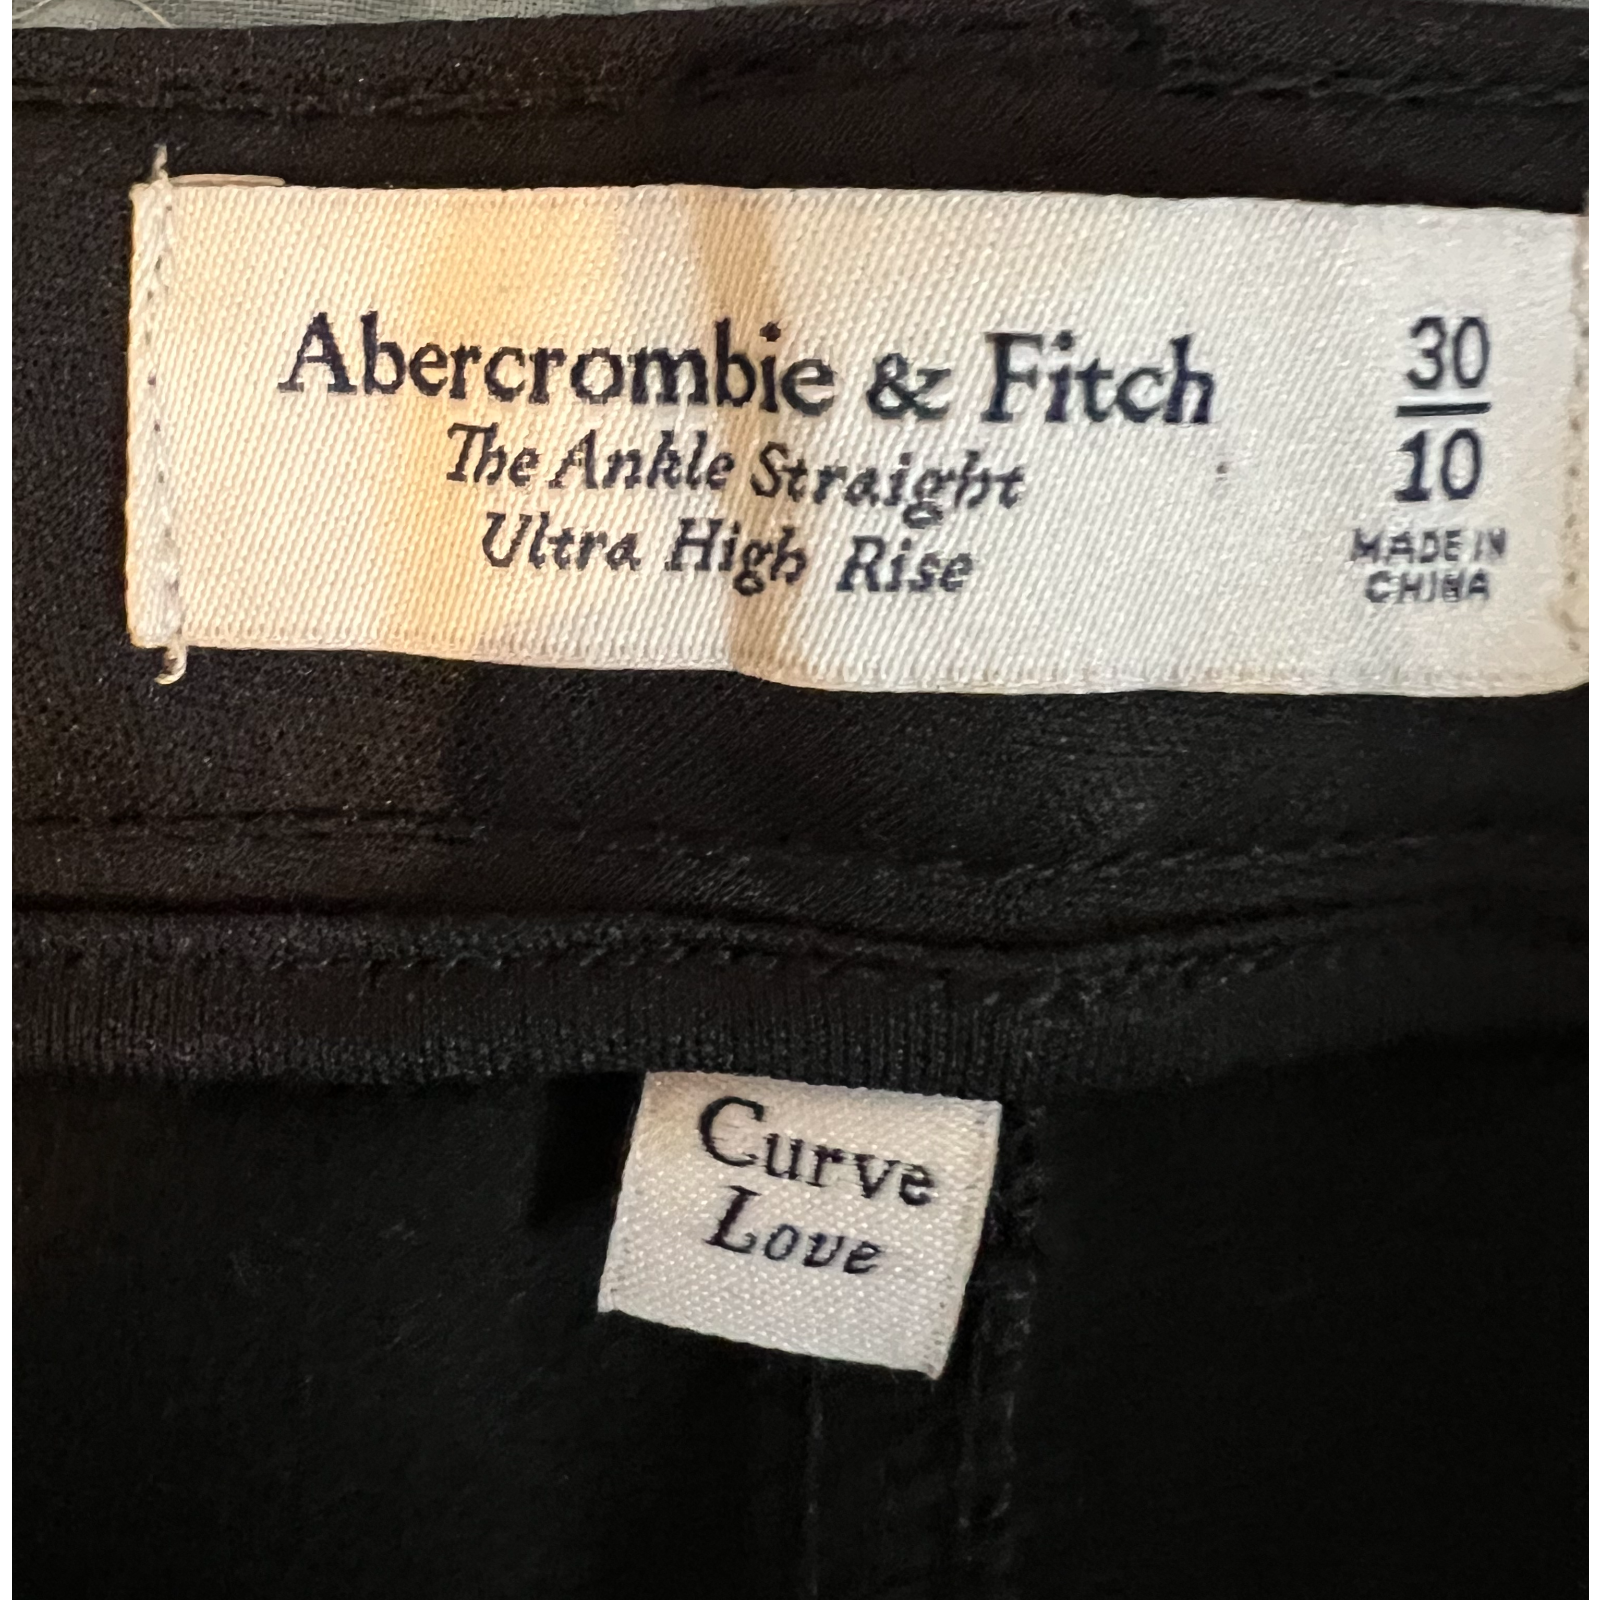 Abercrombie & Fitch
The Ankle Straight
Ultra High Rise
30
10
MADE IN
CHINA
Curve
Love